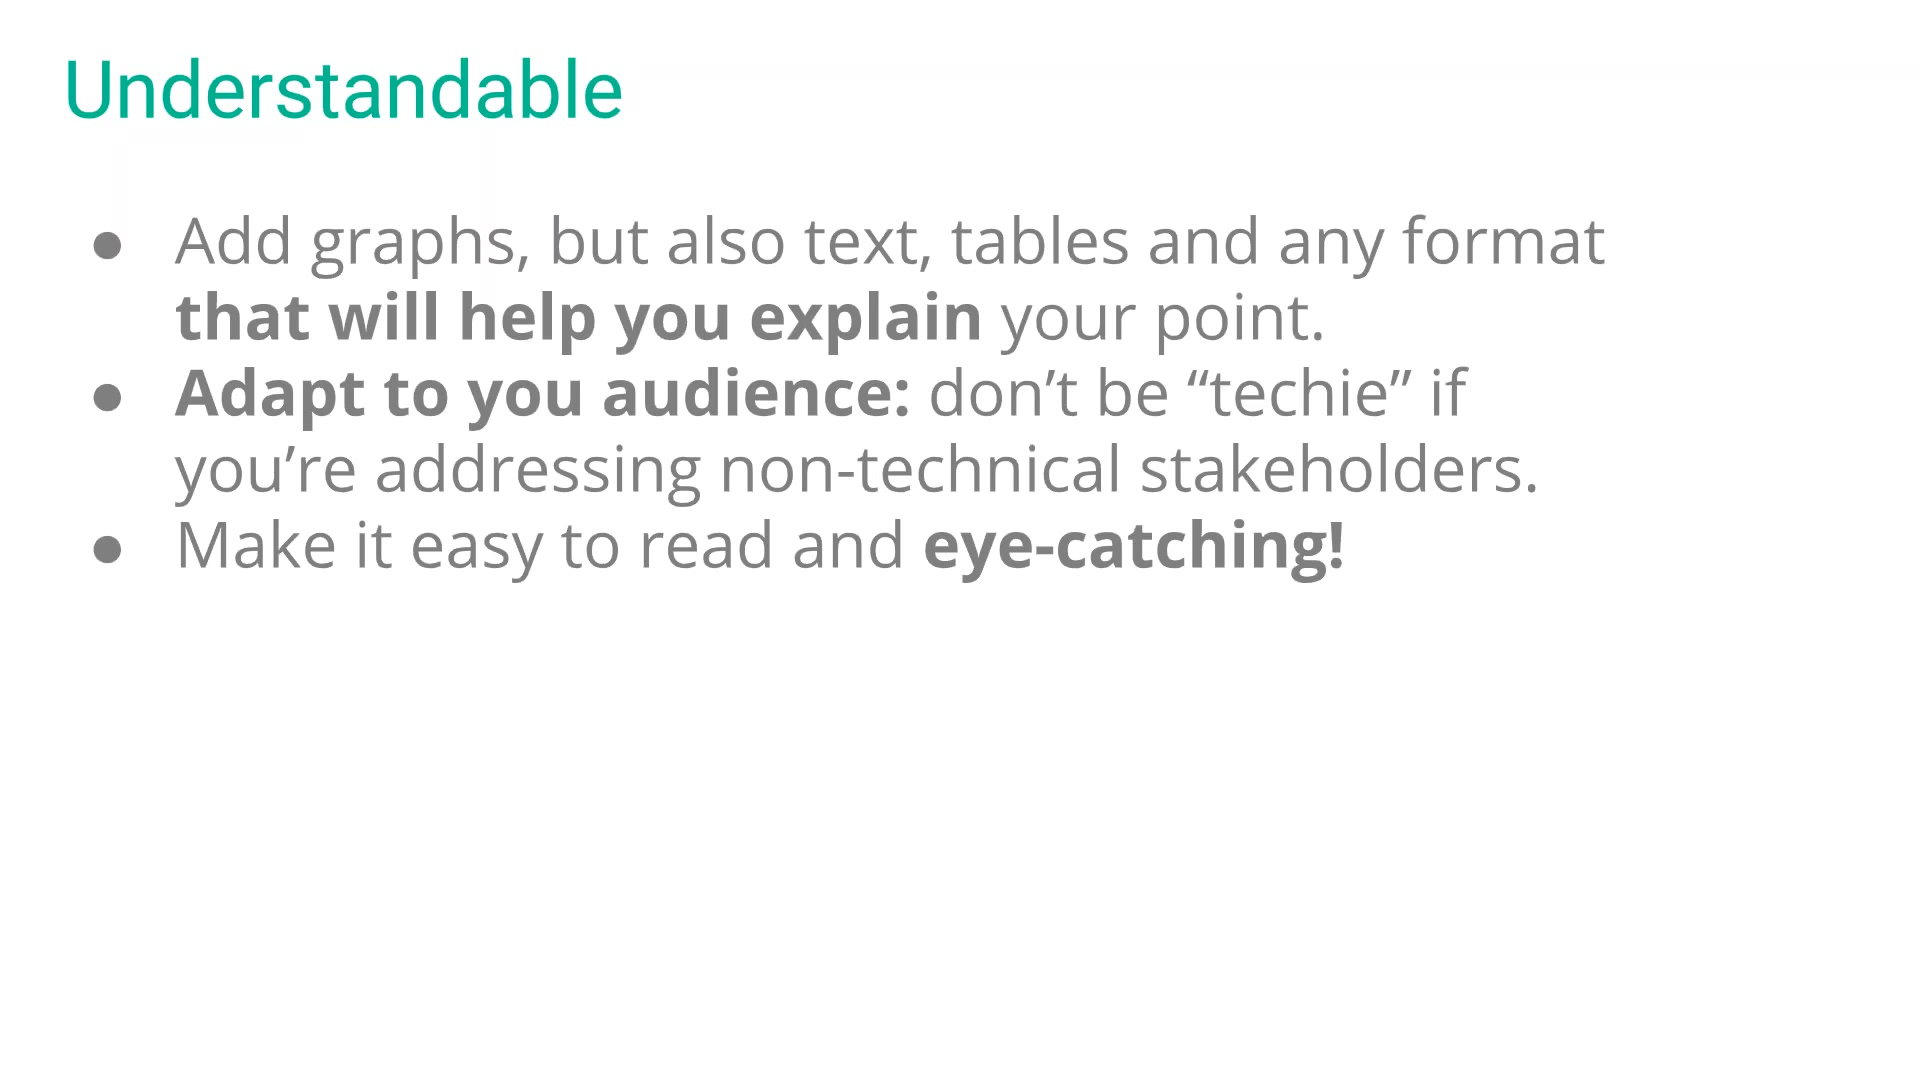 Understandable
● Add graphs, but also text, tables and any format
that will help you explain your point.
● Adapt to you audience: don’t be “techie” if
you’re addressing non-technical stakeholders.
● Make it easy to read and eye-catching!